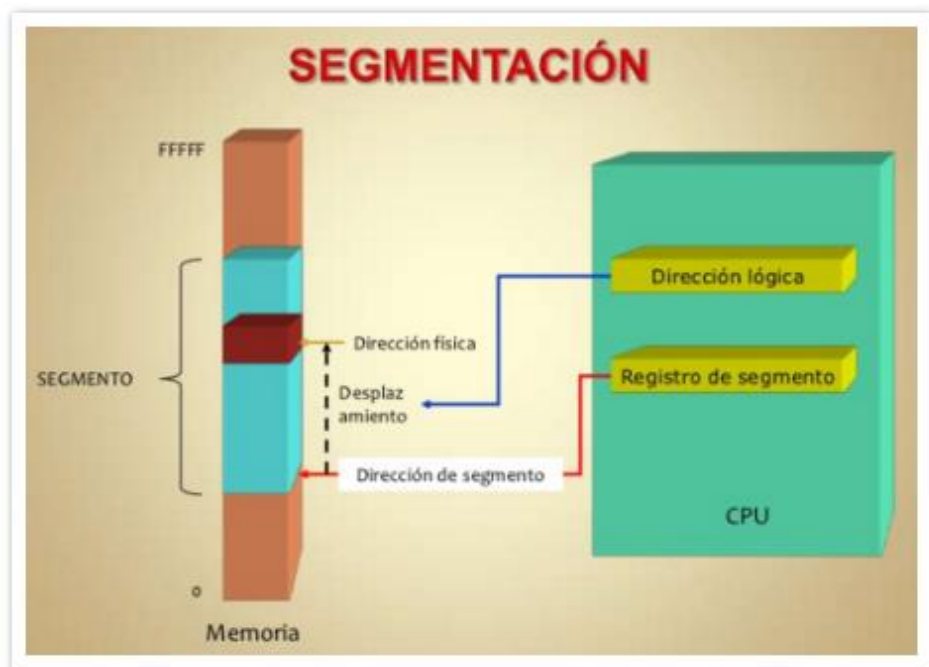 SEGMENTACIÓN
FFFFF
Dirección lógica
Dirección física
SEGMENTO
Registro de segmento
Desplaz
amiento
Dirección de segmento
CPU
0
Memoria